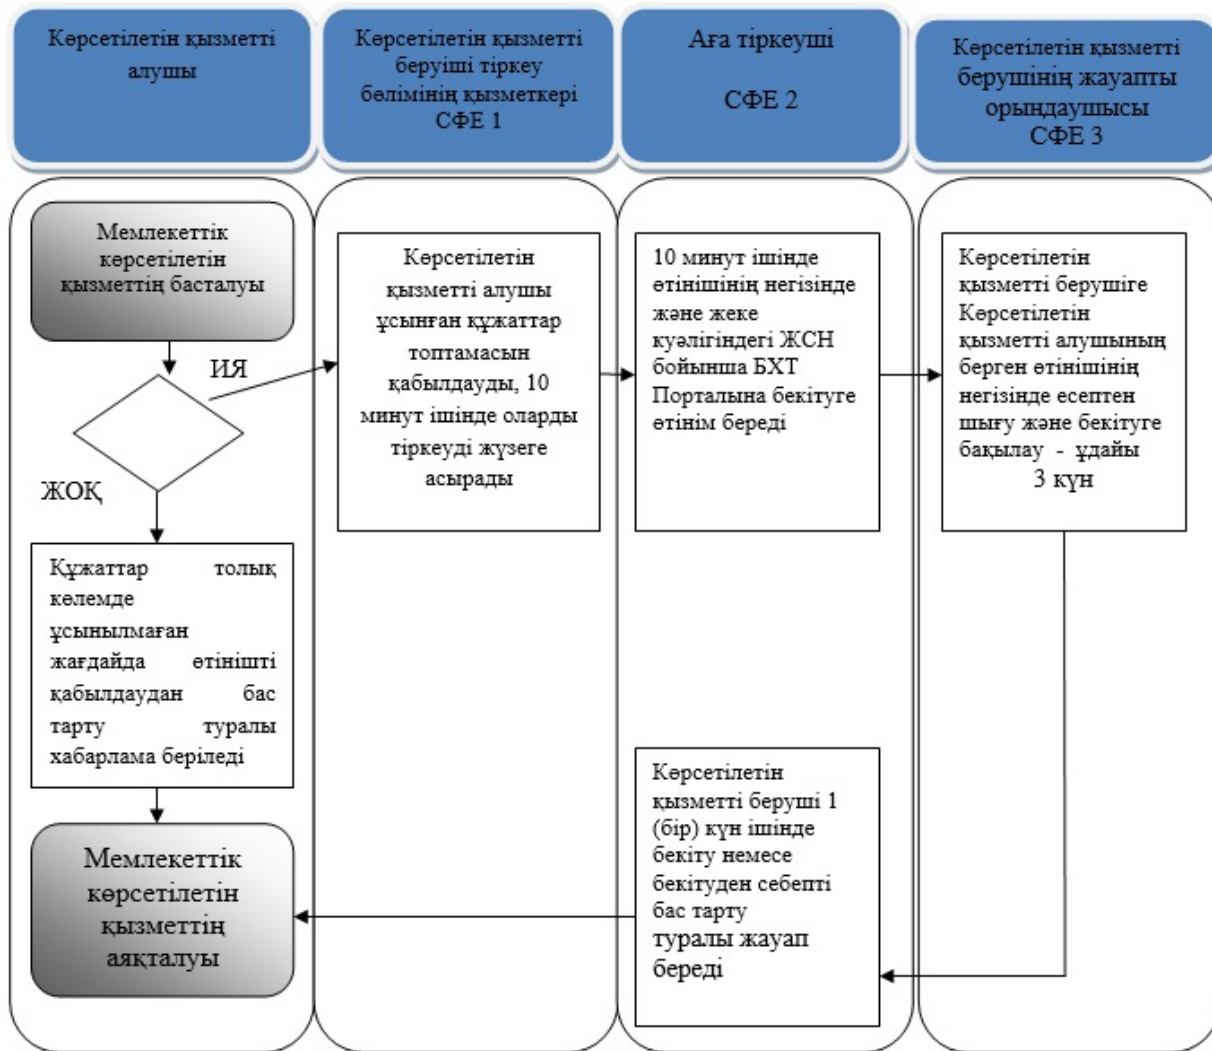 Көрсетілетін қызметті
алушы
Көрсетілетін қызметті
беруіші тіркеу
бөлімінің қызметкері
СФЕ 1
Аға тіркеуші
СФЕ 2
Көрсетілетін қызметті
берушінің жауапты
орындаушысы
СФЕ 3
Мемлекеттік
көрсетілетін
қызметтің басталуы
ИЯ
ЖОҚ
Құжаттар толық
көлемде
ұсынылмаған
жағдайда өтінішті
қабылдаудан бас
тарту туралы
хабарлама беріледі
Мемлекеттік
көрсетілетін
қызметтің
аяқталуы
Көрсетілетін
қызметті алушы
ұсынған құжаттар
топтамасын
қабылдауды, 10
минут ішінде оларды
тіркеуді жүзеге
асырады
10 минут ішінде
өтінішінің негізінде
және жеке
куәлігіндегі ЖСН
бойынша БХТ
Порталына бекітуге
өтінім береді
Көрсетілетін
қызметті берушіге
Көрсетілетін
қызметті алушының
берген өтінішінің
негізінде есептен
шығу және бекітуге
бақылау - ұдайы
3 күн
Көрсетілетін
қызметті беруші 1
(бір) күн ішінде
бекіту немесе
бекітуден себепті
бас тарту
туралы жауап
береді